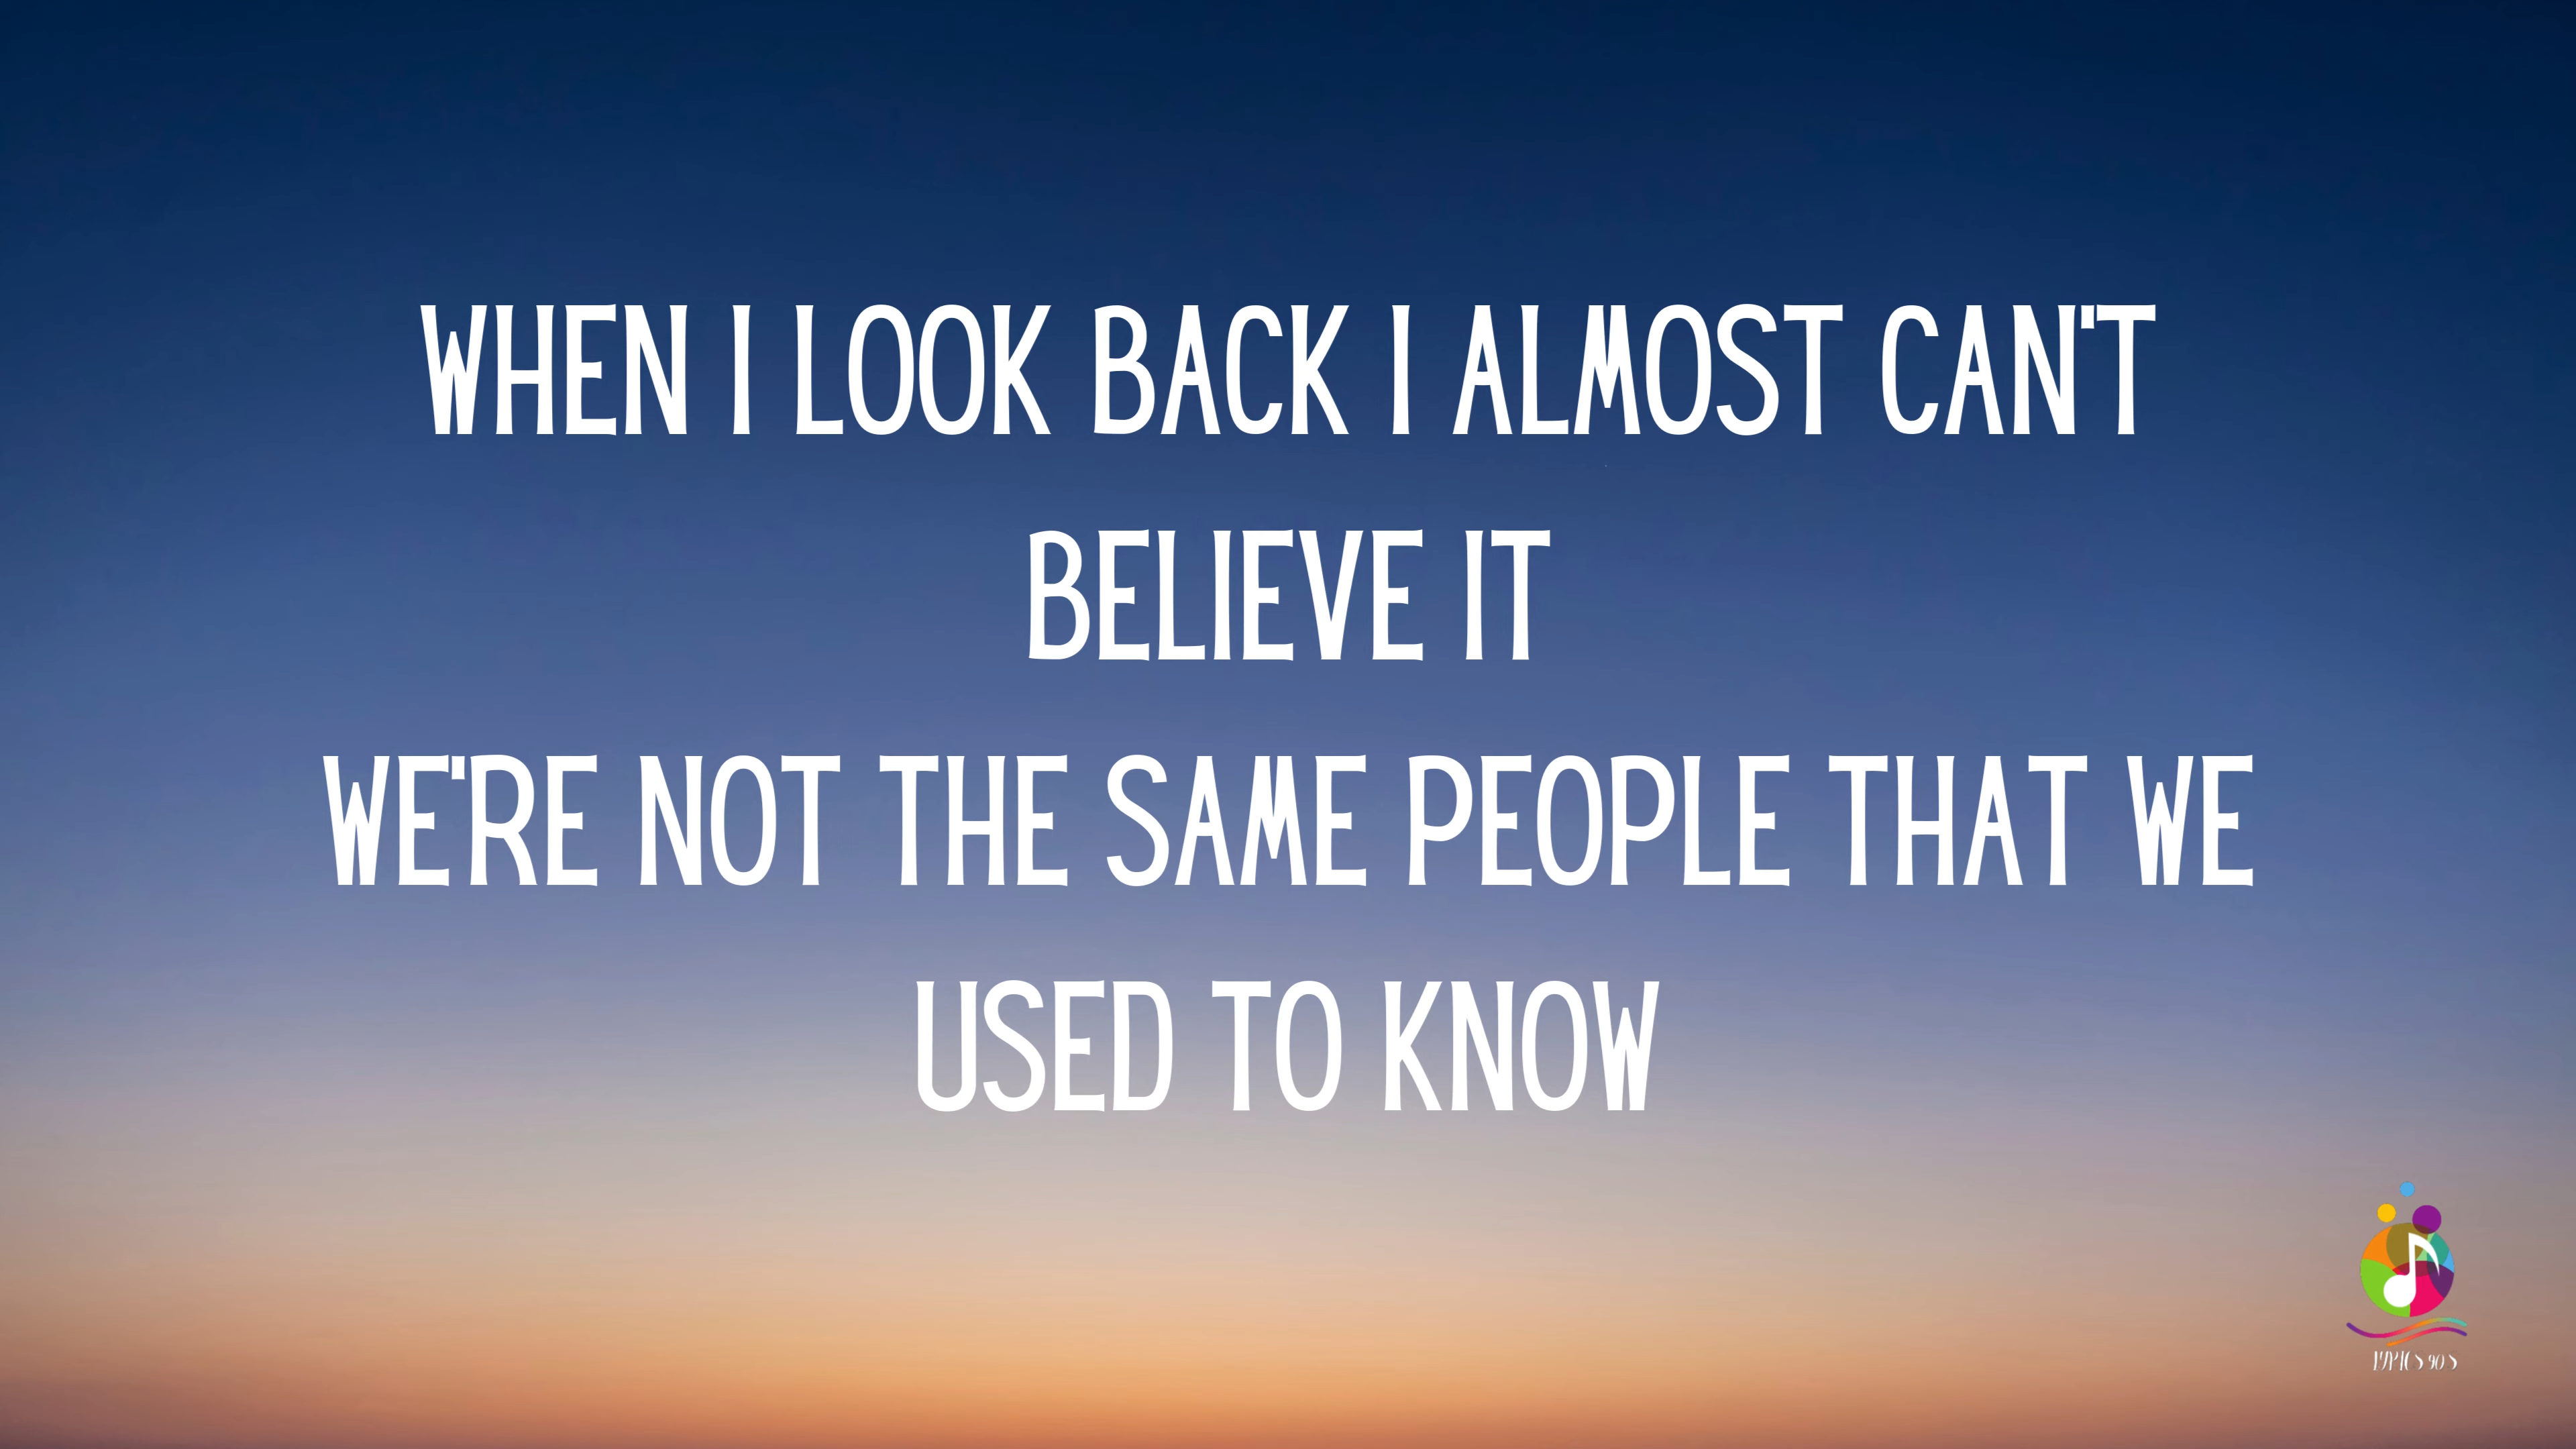 WHEN I LOOK BACK I ALMOST CAN'T
BELIEVE IT
WE'RE NOT THE SAME PEOPLE THAT WE
USED TO KNOW